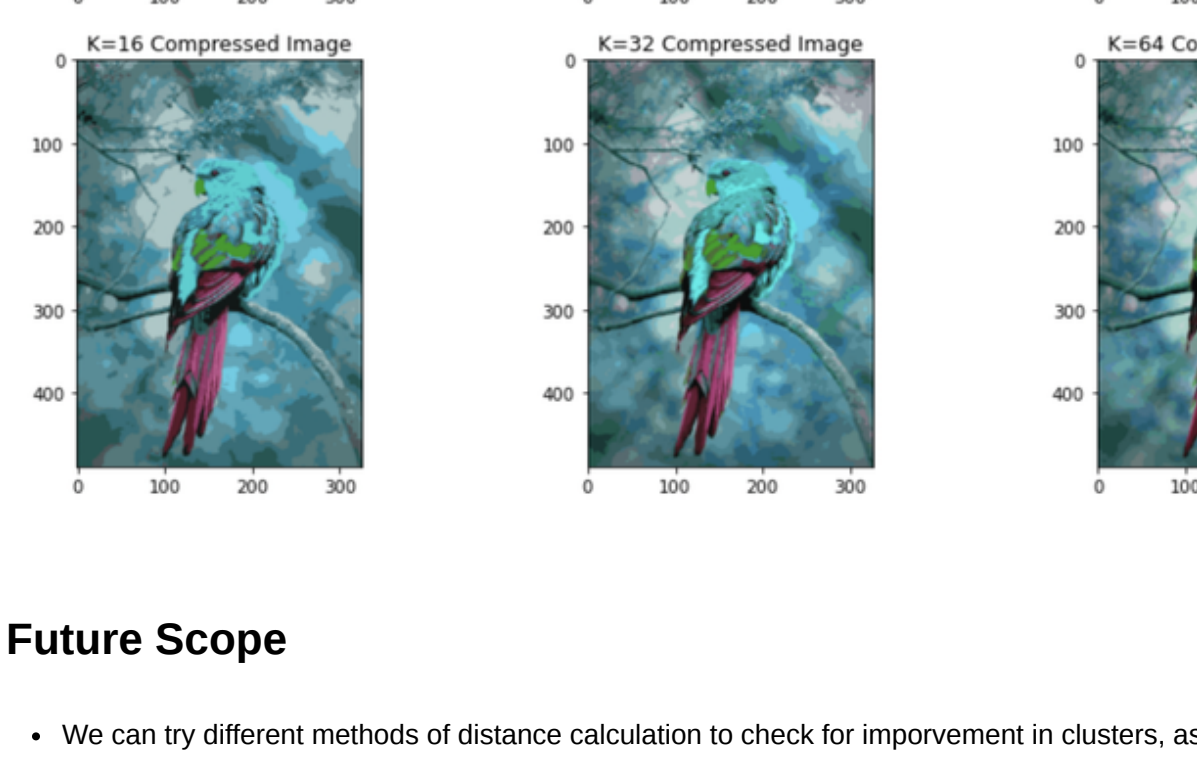 K=16 Compressed Image
K=32 Compressed Image
K=64 Co
0
100
200
300
400
0 100 200 300
0
100
200
300
400
0 100 200 300
0
100
200
300
400
0 100
Future Scope
• We can try different methods of distance calculation to check for imporvement in clusters, as